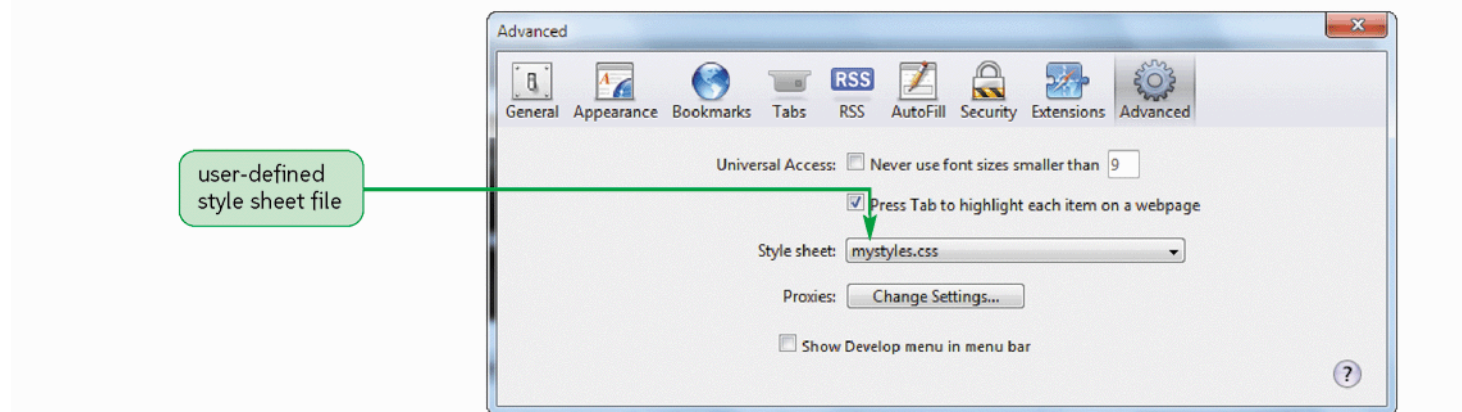 Advanced
RSS
General Appearance Bookmarks Tabs RSS AutoFill Security Extensions Advanced
user-defined
style sheet file
Universal Access: Never use font sizes smaller than 9
Press Tab to highlight each item on a webpage
Style sheet: mystyles.css
Proxies: Change Settings...
Show Develop menu in menu bar
?